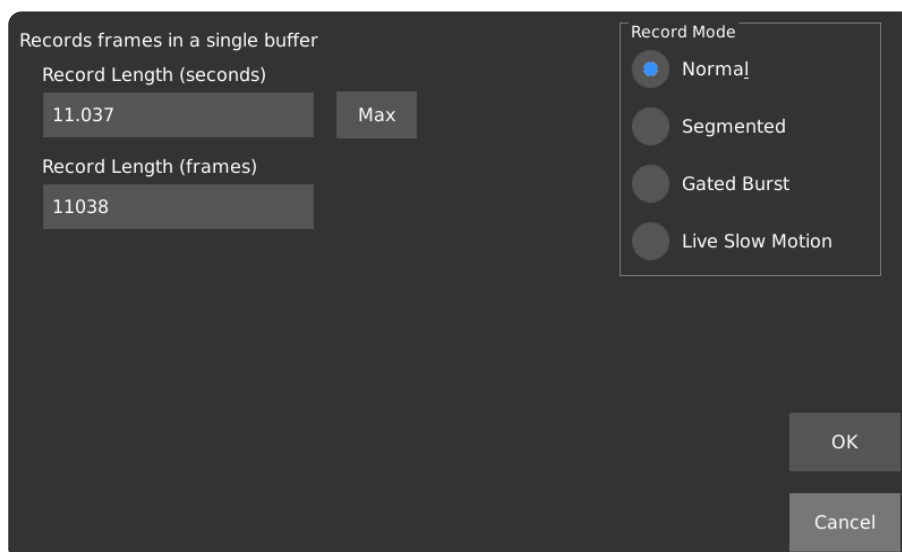 Records frames in a single buffer
Record Length (seconds)
11.037
Max
Record Length (frames)
11038
Record Mode
Normal
Segmented
Gated Burst
Live Slow Motion
OK
Cancel